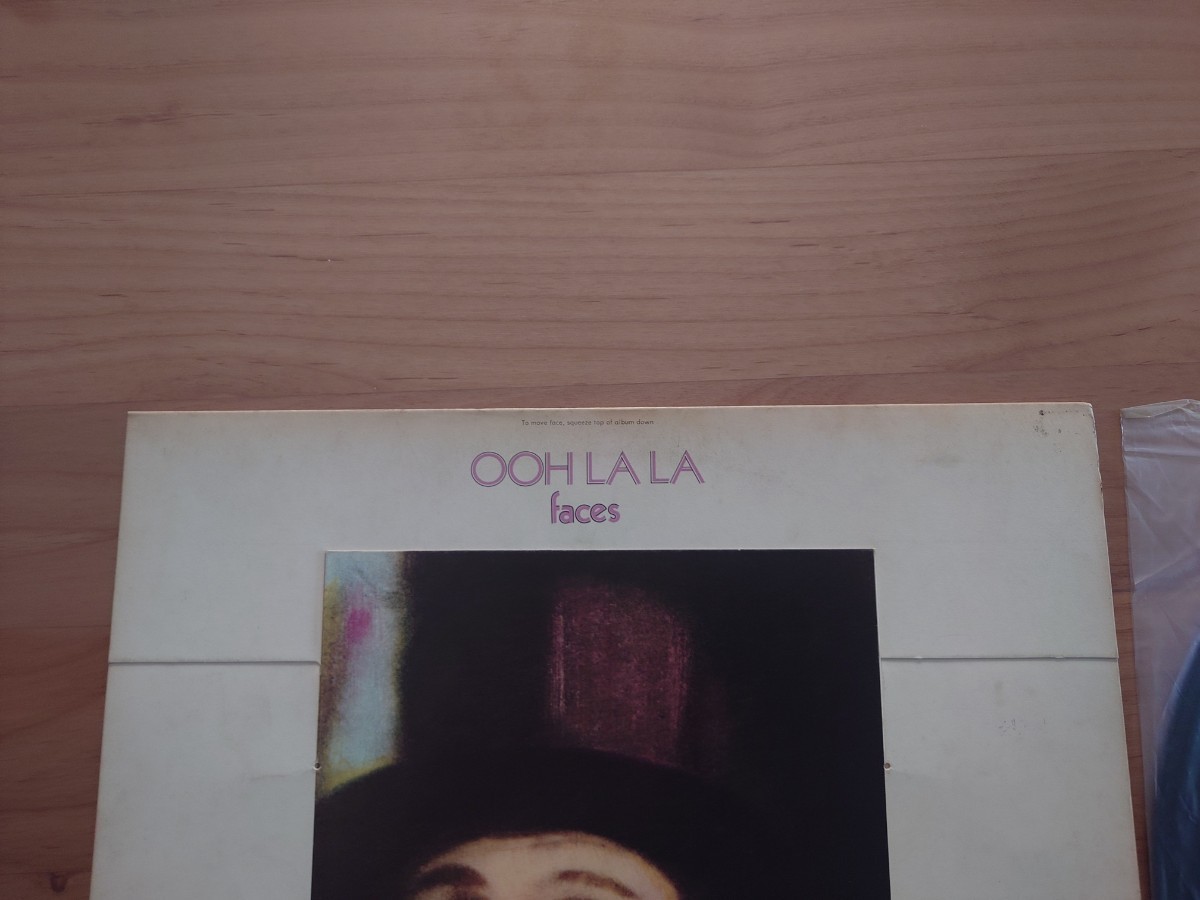 To move face, squeeze top of album down
OOH LA LA
faces